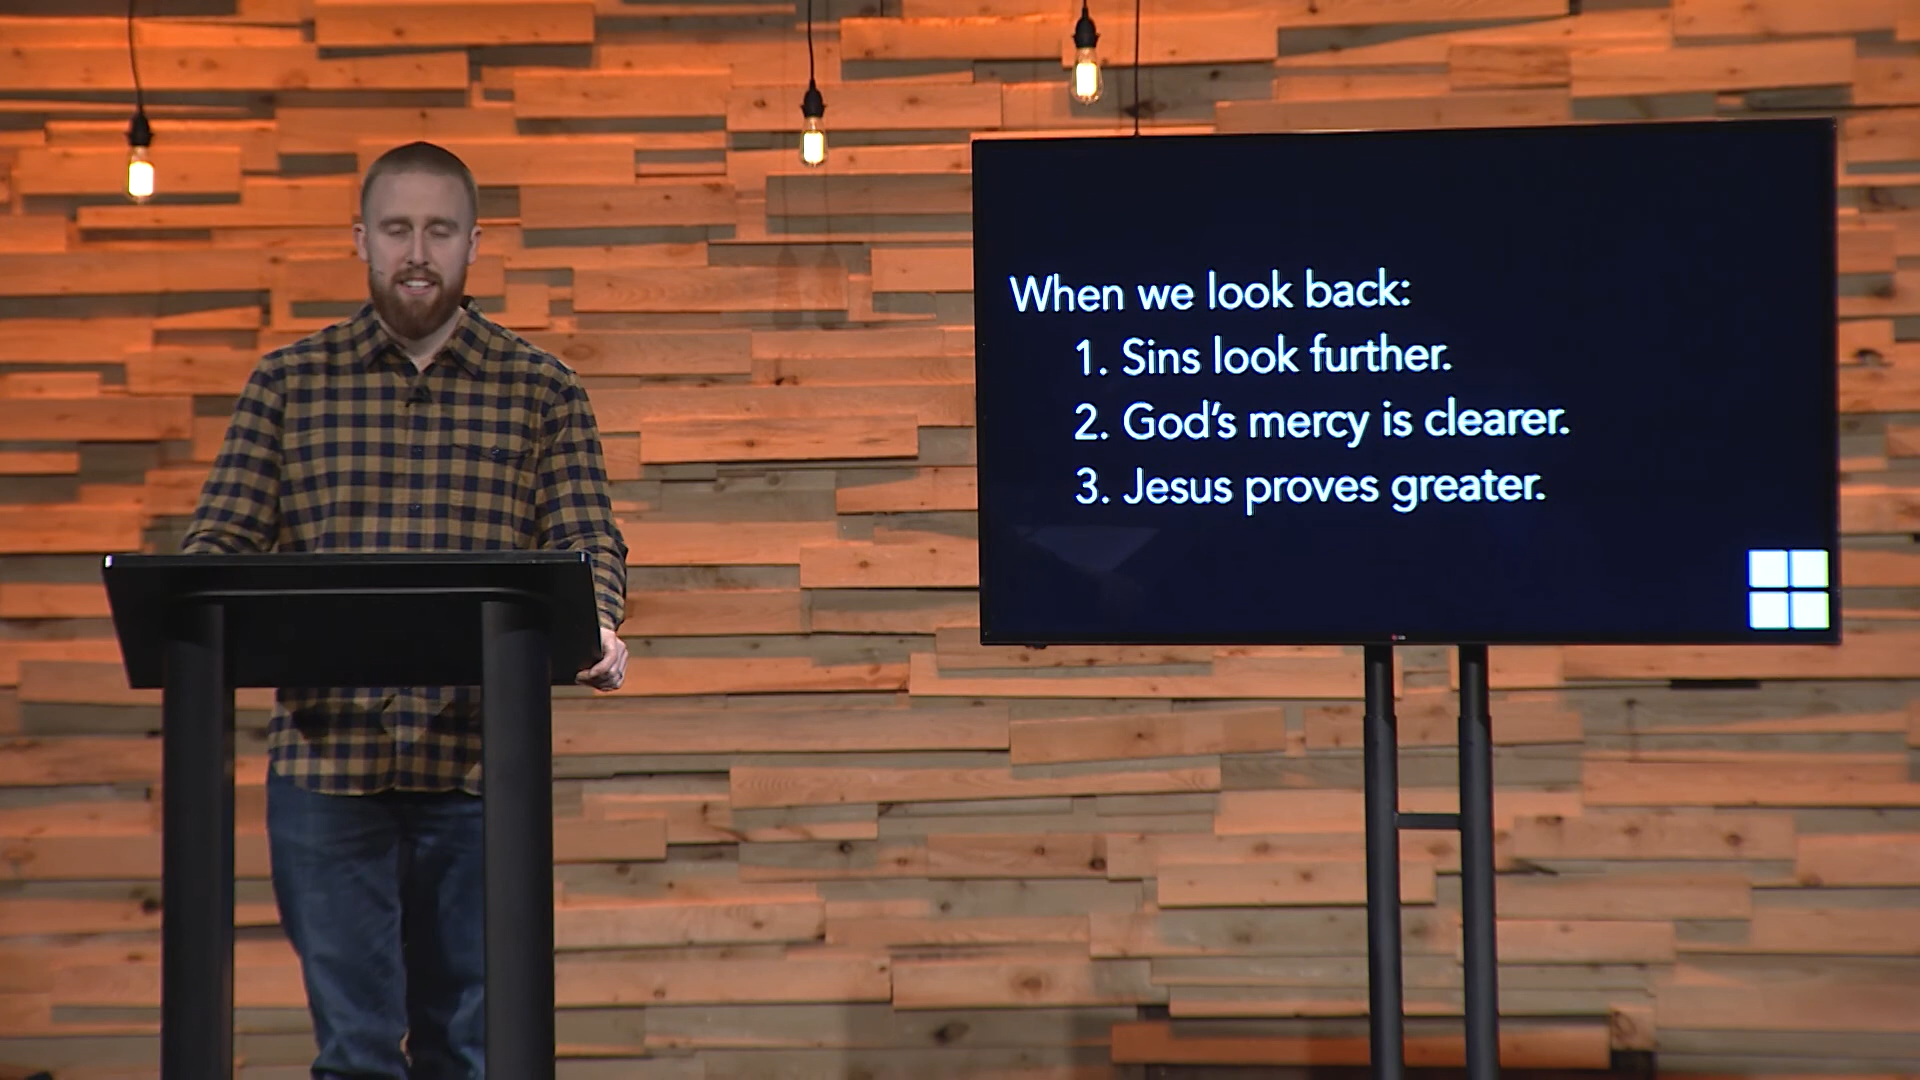 When we look back:
1. Sins look further.
2. God's mercy is clearer.
3. Jesus proves greater.